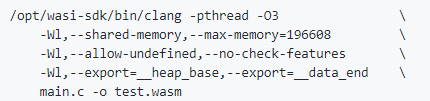 /opt/wasi-sdk/bin/clang -pthread -O3 \
-Wl,--shared-memory,--max-memory=196608 \
-Wl,--allow-undefined,--no-check-features \
-Wl,--export=__heap_base,--export=__data_end \
main.c -o test.wasm